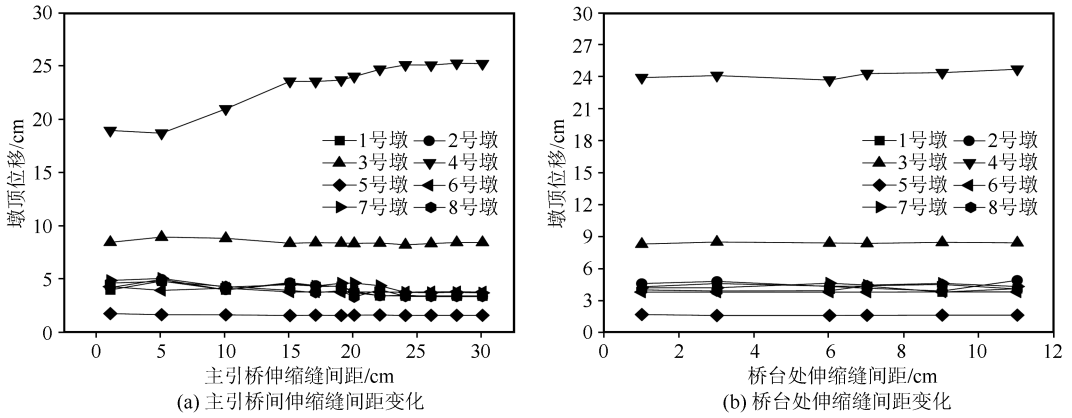 30
25
20
15
10
5
0
墩顶位移/cm
1号墩 2号墩
3号墩 4号墩
5号墩 6号墩
7号墩 8号墩
0 5 10 15 20 25 30
主引桥伸缩缝间距/cm
(a) 主引桥间伸缩缝间距变化
30
27
24
21
18
15
12
9
6
3
0
墩顶位移/cm
1号墩 2号墩
3号墩 4号墩
5号墩 6号墩
7号墩 8号墩
0 2 4 6 8 10 12
桥台处伸缩缝间距/cm
(b) 桥台处伸缩缝间距变化